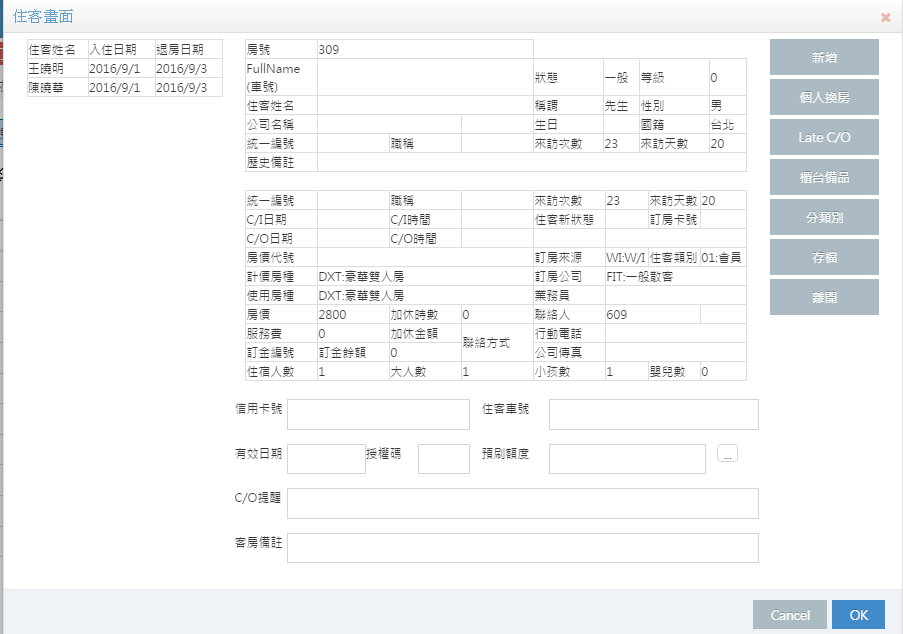 住客畫面
住客姓名 入住日期 退房日期
王曉明 2016/9/1 2016/9/3
陳曉華 2016/9/1 2016/9/3
房號 309
FullName
(車號) 狀態 一般 等級 0
住客姓名 稱謂 先生 性別 男
公司名稱 生日 國籍 台北
統一編號 職稱 來訪次數 23 來訪天數 20
歷史備註
統一編號 職稱 來訪次數 23 來訪天數 20
C/I日期 C/I時間 住客新狀態 訂房卡號
C/O日期 C/O時間
房價代號 訂房來源 WI:W/I 住客類別 01:會員
計價房種 DXT:豪華雙人房 訂房公司 FIT:一般散客
使用房種 DXT:豪華雙人房 業務員
房價 2800 加休時數 0 聯絡人 609
服務費 0 加休金額 聯絡方式 行動電話
訂金編號 訂金餘額 0 公司傳真
住宿人數 1 大人數 1 小孩數 1 嬰兒數 0
信用卡號 住客車號
有效日期 授權碼 預刷額度 ...
C/O提醒
客房備註
新增
個人換房
Late C/O
櫃台備品
分類別
存檔
離開
Cancel OK